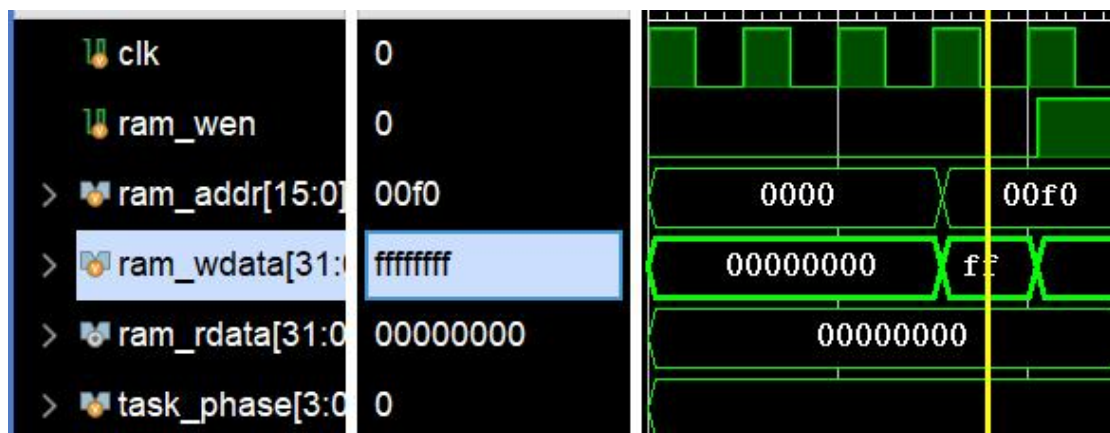 clk 0
ram_wen 0
ram_addr[15:0] 00f0 0000 00f0
ram_wdata[31: ffffffff 00000000 ff
ram_rdata[31:0 00000000 00000000
task_phase[3:0 0